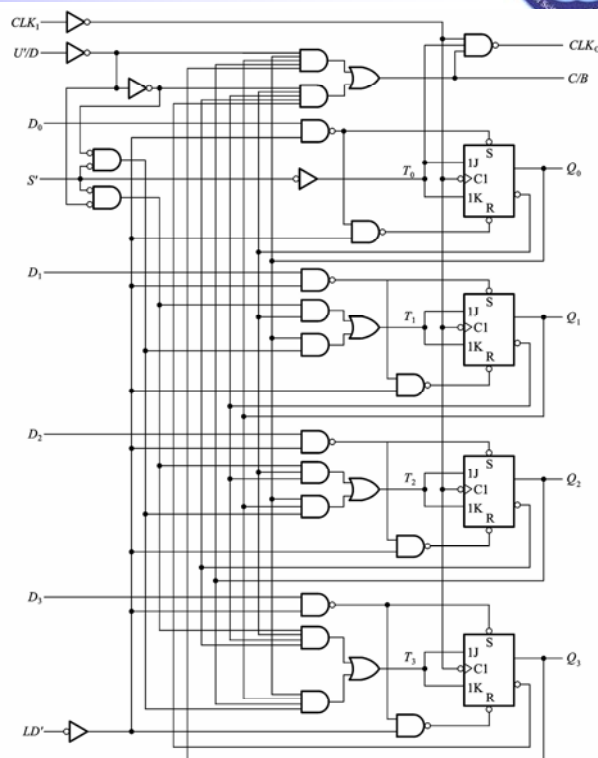 CLK₁
CLK₀
U'/D
C/B
D₀
S
S'
T₀
1J
C1
1K
R
Q₀
D₁
S
T₁
1J
C1
1K
R
Q₁
D₂
S
T₂
1J
C1
1K
R
Q₂
D₃
S
T₃
1J
C1
1K
R
Q₃
LD'